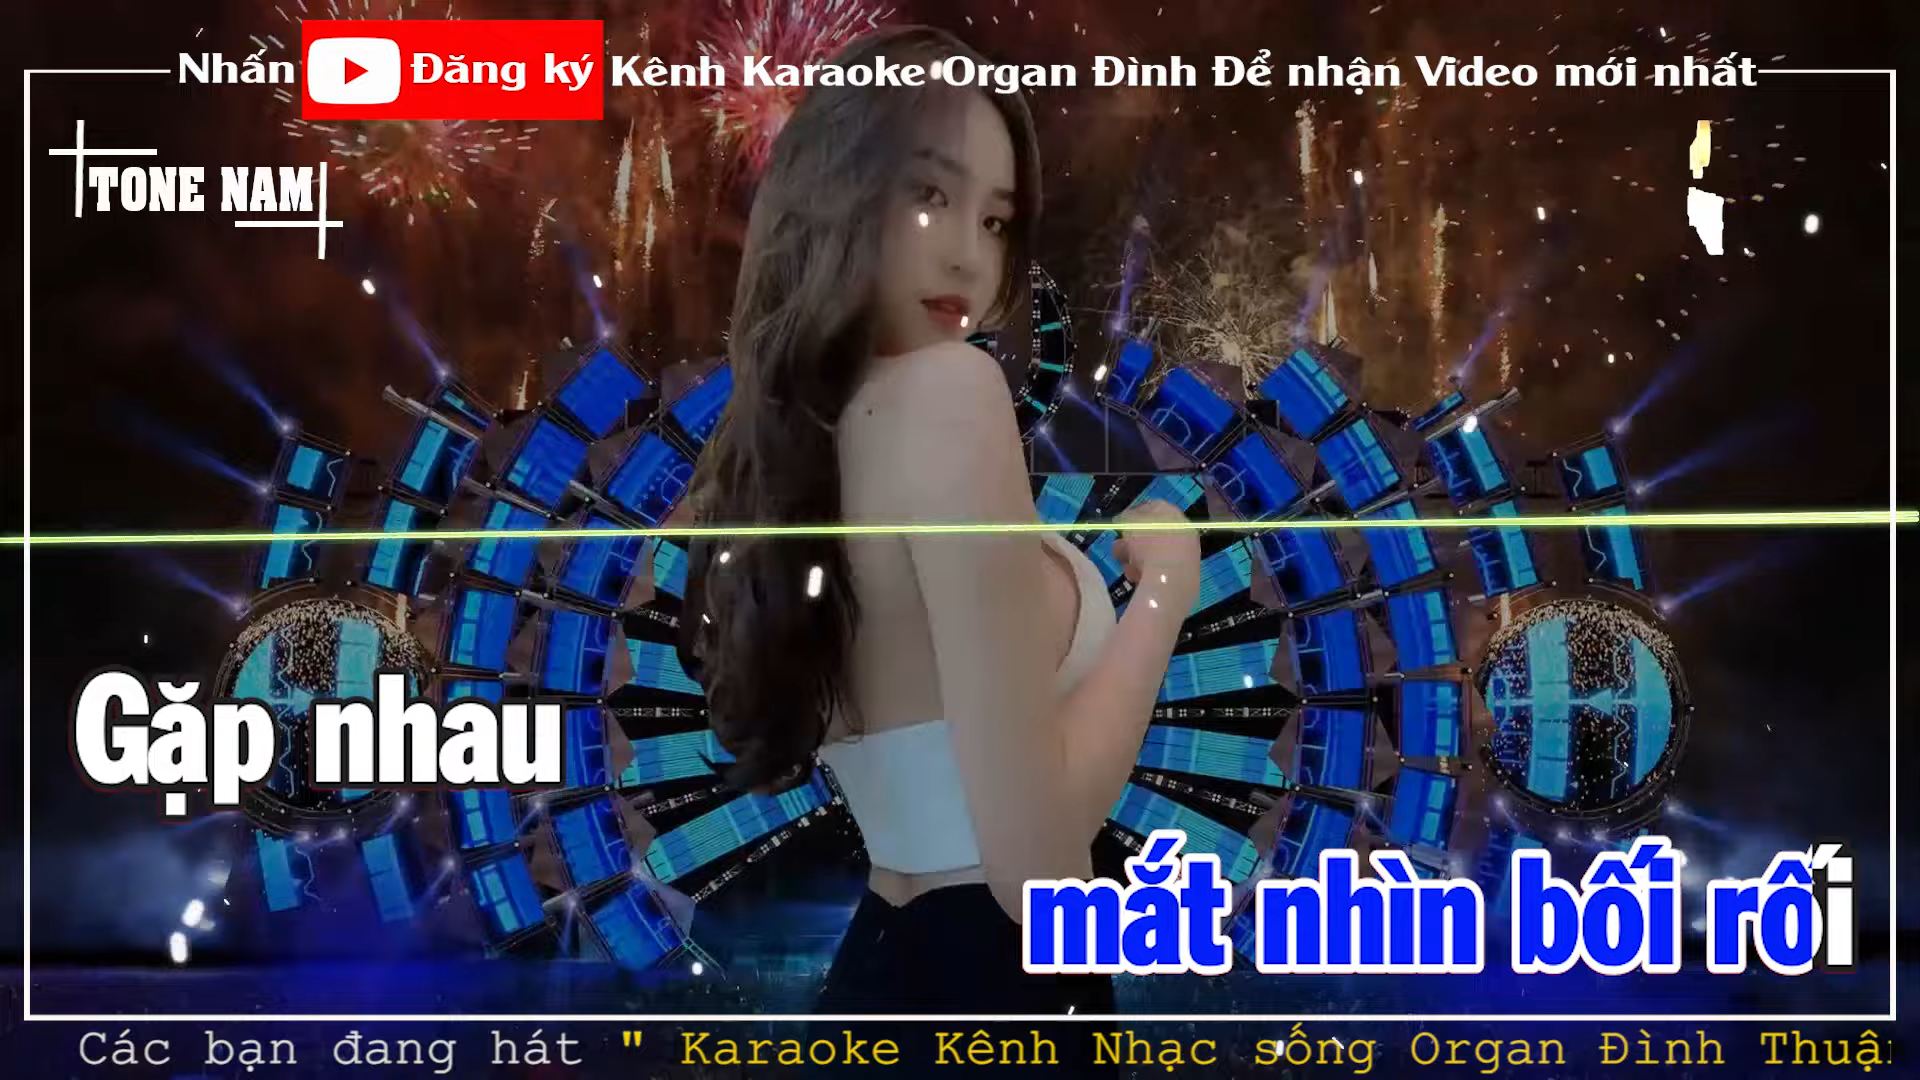 Nhấn Đăng ký Kênh Karaoke Organ Đình Để nhận Video mới nhất
TONE NAM
Gặp nhau
mắt nhìn bối rối
Các bạn đang hát " Karaoke Kênh Nhạc sống Organ Đình